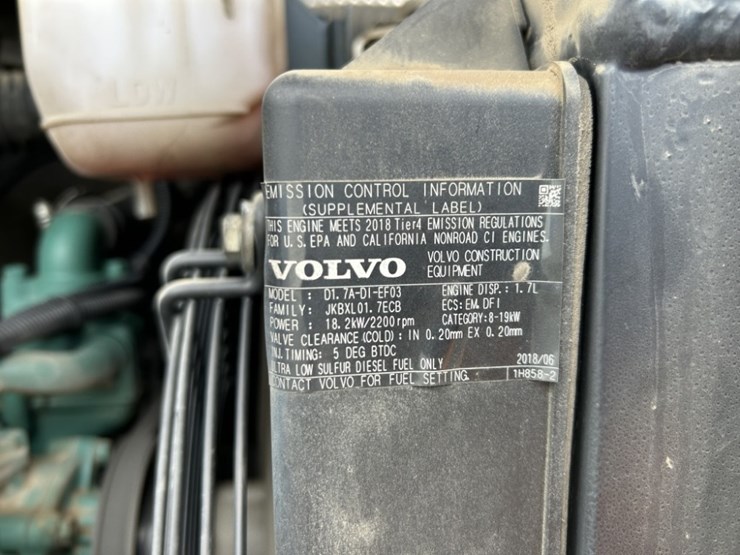 LOW
EMISSION CONTROL INFORMATION
(SUPPLEMENTAL LABEL)
THIS ENGINE MEETS 2018 Tier4 EMISSION REGULATIONS
FOR U.S. EPA AND CALIFORNIA NONROAD CI ENGINES.
VOLVO VOLVO CONSTRUCTION
EQUIPMENT
MODEL : D1.7A-DI-EF03 ENGINE DISP.: 1.7L
FAMILY: JKBXL01.7ECB ECS: EM, DFI
POWER : 18.2kW/2200rpm CATEGORY: 8-19kW
VALVE CLEARANCE(COLD): IN 0.20mm EX 0.20mm
INJ.TIMING: 5 DEG BTDC 2018/06
ULTRA LOW SULFUR DIESEL FUEL ONLY
CONTACT VOLVO FOR FUEL SETTING. 1H858-2